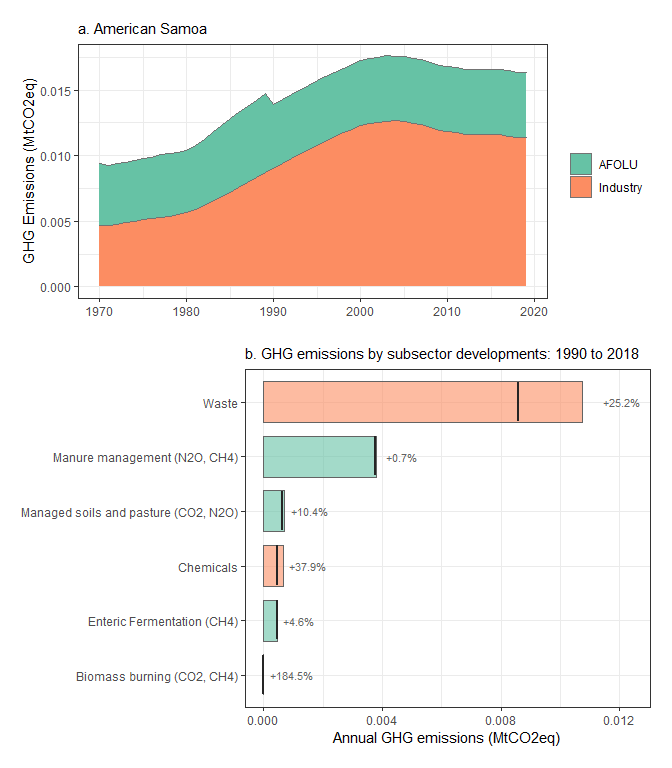 a. American Samoa
GHG Emissions (MtCO2eq)
0.015
0.010
0.005
0.000
1970
1980
1990
2000
2010
2020
AFOLU
Industry
b. GHG emissions by subsector developments: 1990 to 2018
Waste
+25.2%
Manure management (N2O, CH4)
+0.7%
Managed soils and pasture (CO2, N2O)
+10.4%
Chemicals
+37.9%
Enteric Fermentation (CH4)
+4.6%
Biomass burning (CO2, CH4)
+184.5%
0.000
0.004
0.008
0.012
Annual GHG emissions (MtCO2eq)